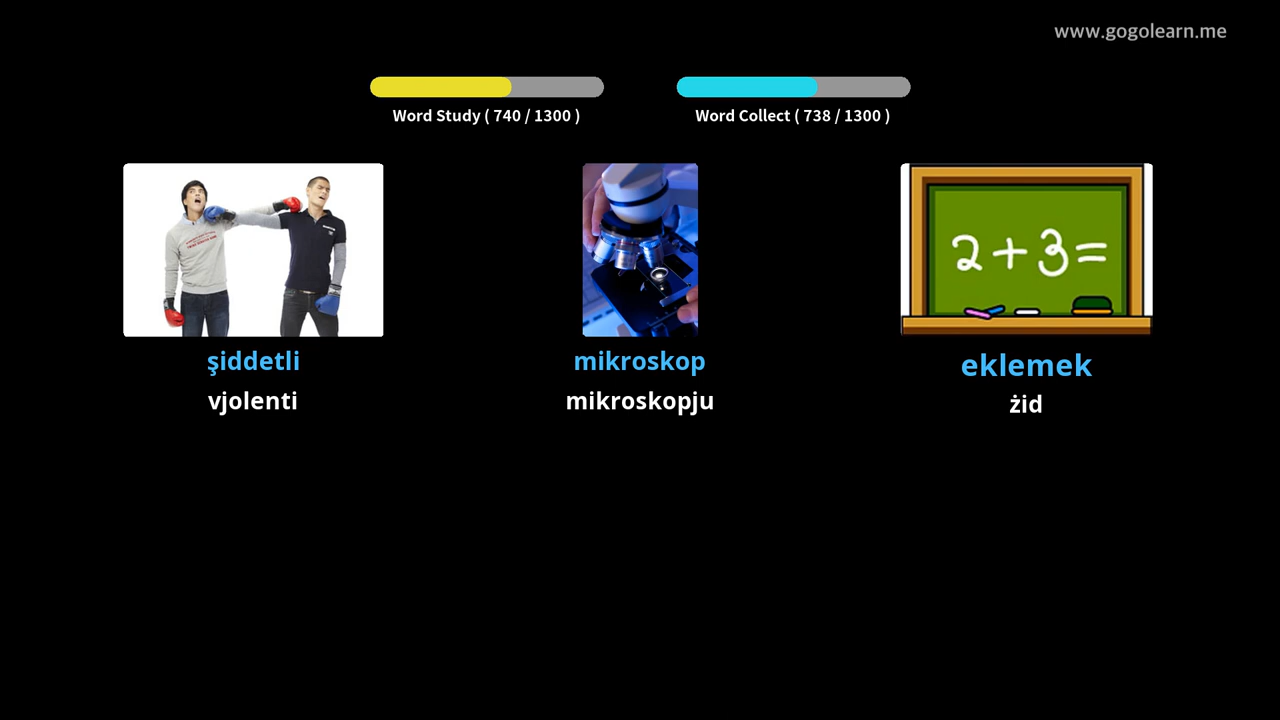 www.gogolearn.me
Word Study ( 740 / 1300 )
Word Collect ( 738 / 1300 )
2+3=
şiddetli
mikroskop
eklemek
vjolenti
mikroskopju
żid